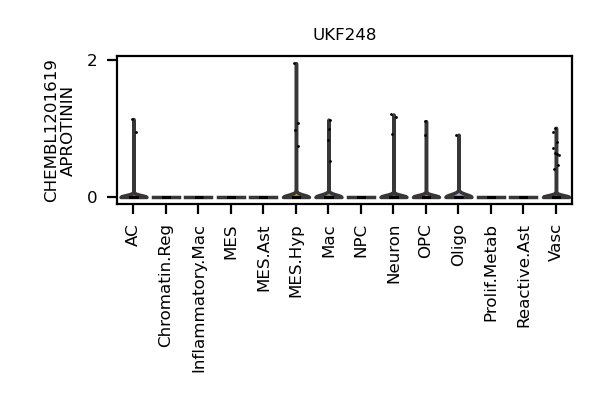 UKF248
CHEMBL1201619
APROTININ
2
0
AC
Chromatin.Reg
Inflammatory.Mac
MES
MES.Ast
MES.Hyp
Mac
NPC
Neuron
OPC
Oligo
Prolif.Metab
Reactive.Ast
Vasc